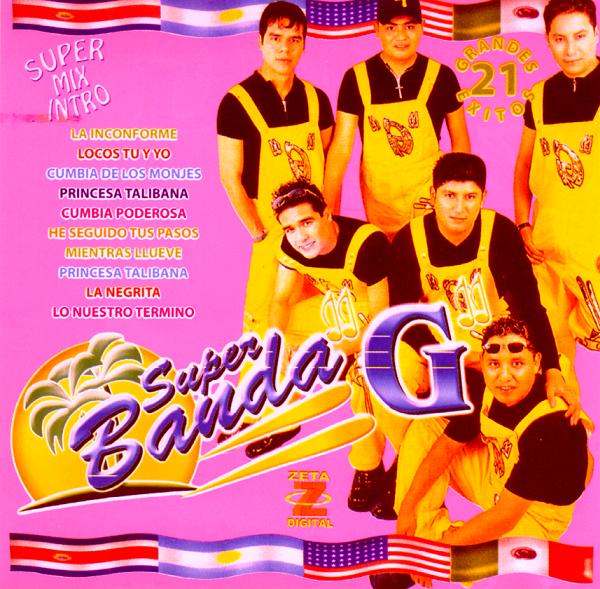 SUPER
MIX
INTRO
GRANDES
21
EXITOS
LA INCONFORME
LOCOS TU Y YO
CUMBIA DE LOS MONJES
PRINCESA TALIBANA
CUMBIA PODEROSA
HE SEGUIDO TUS PASOS
MIENTRAS LLUEVE
PRINCESA TALIBANA
LA NEGRITA
LO NUESTRO TERMINO
Super
Banda G
ZETA
Z
DIGITAL